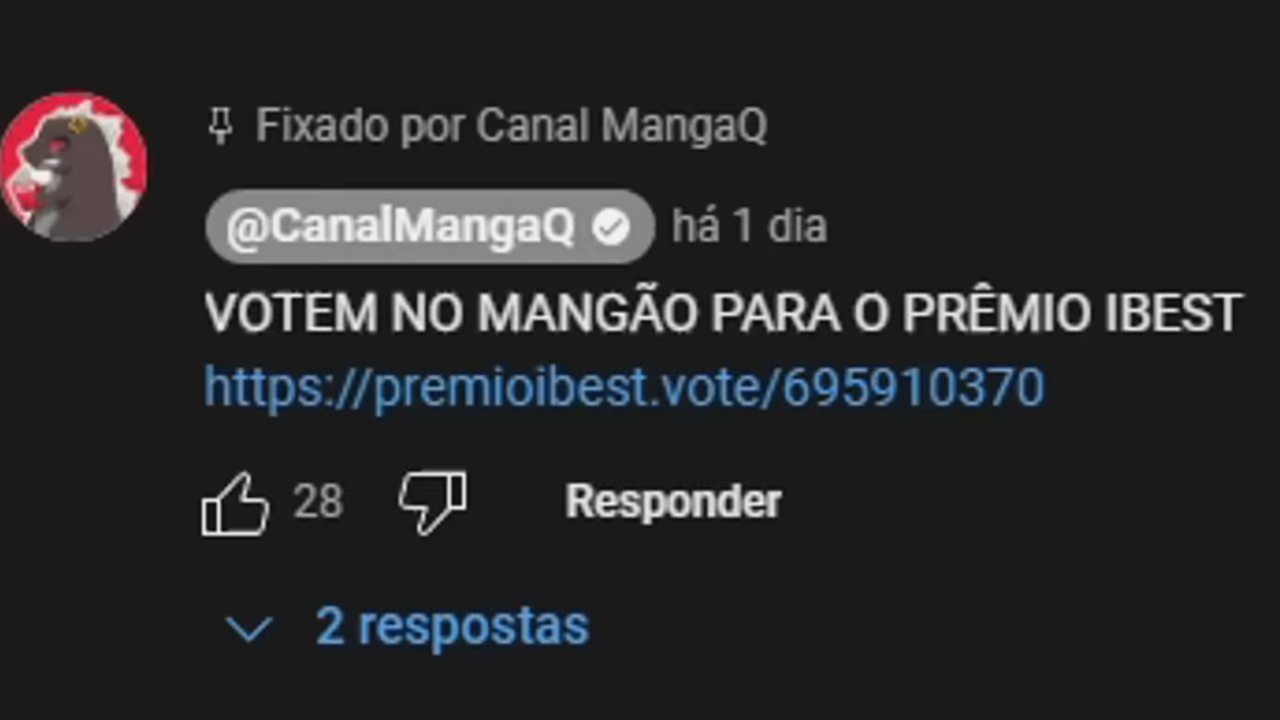 Fixado por Canal MangaQ
@CanalMangaQ há 1 dia
VOTEM NO MANGÃO PARA O PRÊMIO IBEST
https://premioibest.vote/695910370
28 Responder
2 respostas